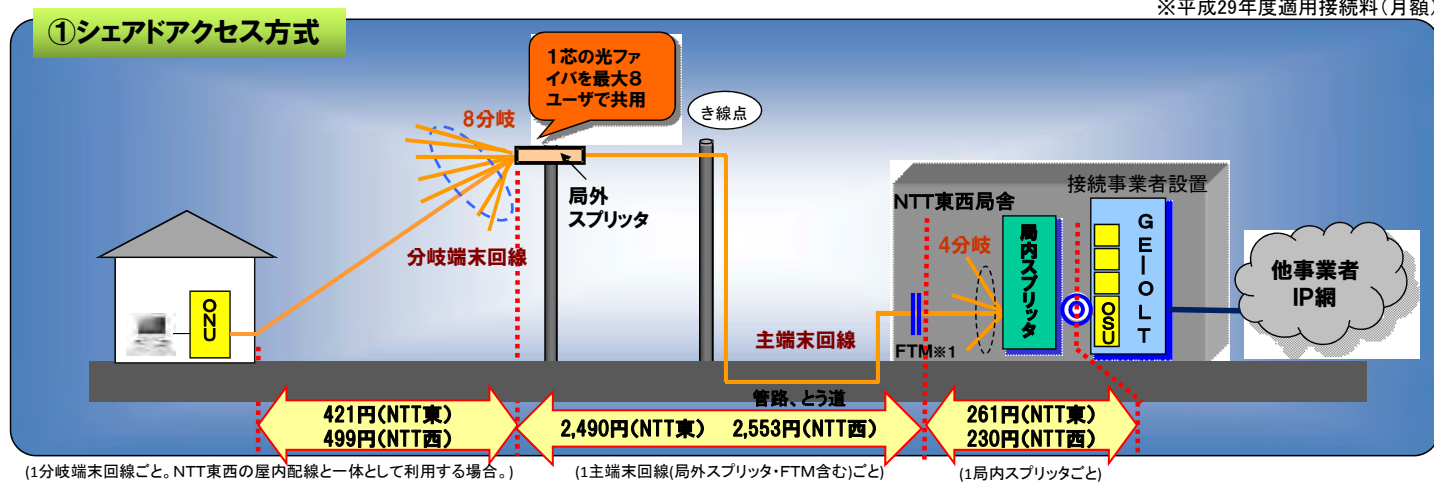 ※平成29年度適用接続料(月額)
①シェアドアクセス方式
1芯の光ファ
イバを最大8
ユーザで共用
8分岐
き線点
局外
スプリッタ
分岐端末回線
ONU
接続事業者設置
NTT東西局舎
4分岐
局内スプリッタ
GE|OLT
OSU
他事業者
IP網
主端末回線
FTM※1
管路、とう道
421円(NTT東)
499円(NTT西)
2,490円(NTT東) 2,553円(NTT西)
261円(NTT東)
230円(NTT西)
(1分岐端末回線ごと。NTT東西の屋内配線と一体として利用する場合。)
(1主端末回線(局外スプリッタ・FTM含む)ごと)
(1局内スプリッタごと)